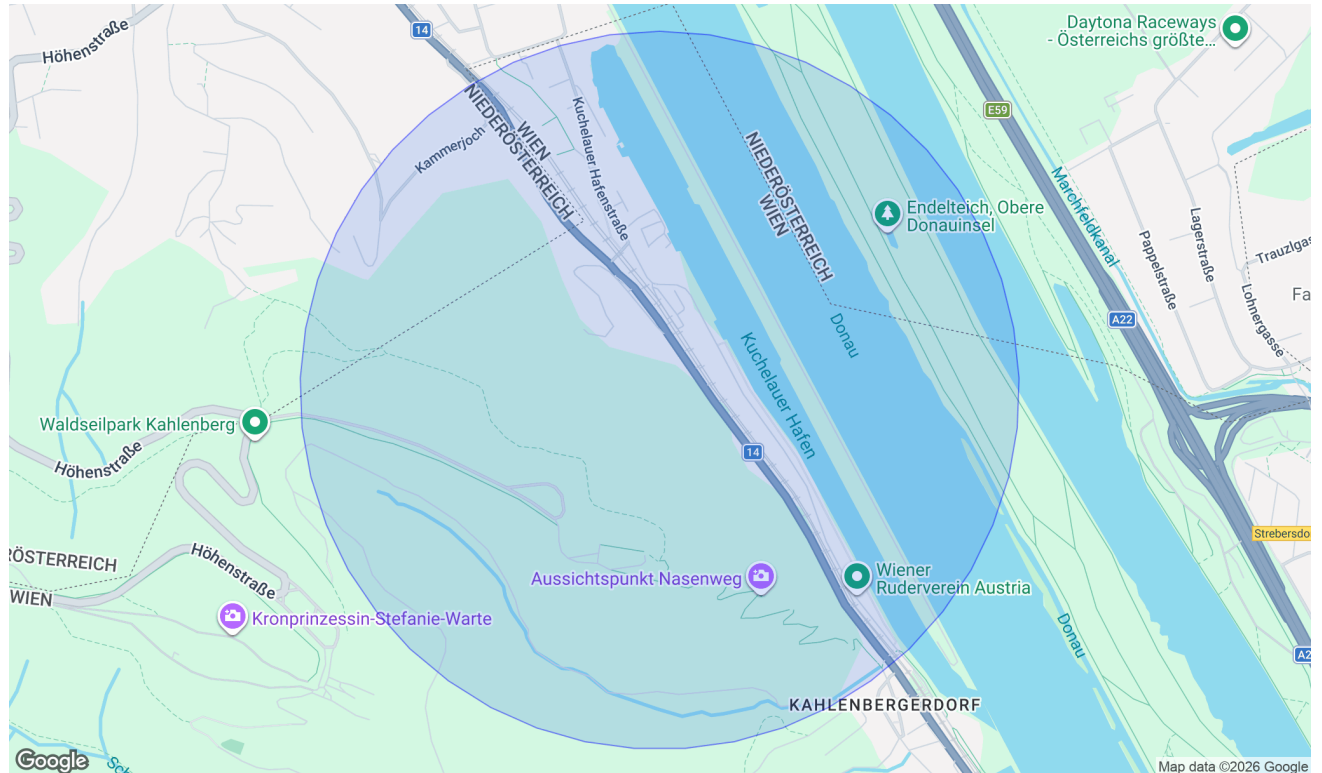 Höhenstraße
14
Daytona Raceways
- Österreichs größte...
E59
NIEDERÖSTERREICH
WIEN
Kuchelauer Hafenstraße
Kammerjoch
NIEDERÖSTERREICH
WIEN
Marchfeldkanal
Endelteich, Obere
Donauinsel
Pappelstraße
Lagerstraße
Trauzlgas
Lohnergasse
Fa
A22
Donau
Kuchelauer Hafen
Waldseilpark Kahlenberg
Höhenstraße
14
Strebersdo
RÖSTERREICH
WIEN
Höhenstraße
Aussichtspunkt Nasenweg
Wiener
Ruderverein Austria
Kronprinzessin-Stefanie-Warte
Donau
A2
KAHLENBERGERDORF
Sch
Google
Map data ©2026 Google